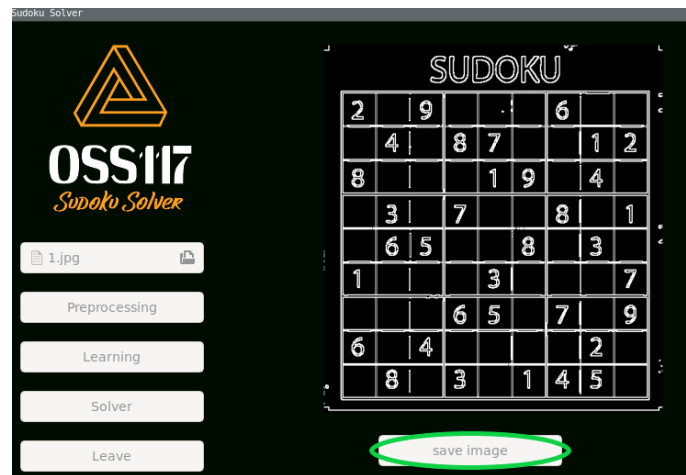 Sudoku Solver
OSS117
Sudoku Solver
1.jpg
Preprocessing
Learning
Solver
Leave
SUDOKU
2 9 6
4 8 7 1 2
8 1 9 4
3 7 8 1
6 5 8 3
1 3 7
6 5 7 9
6 4 2
8 3 1 4 5
save image